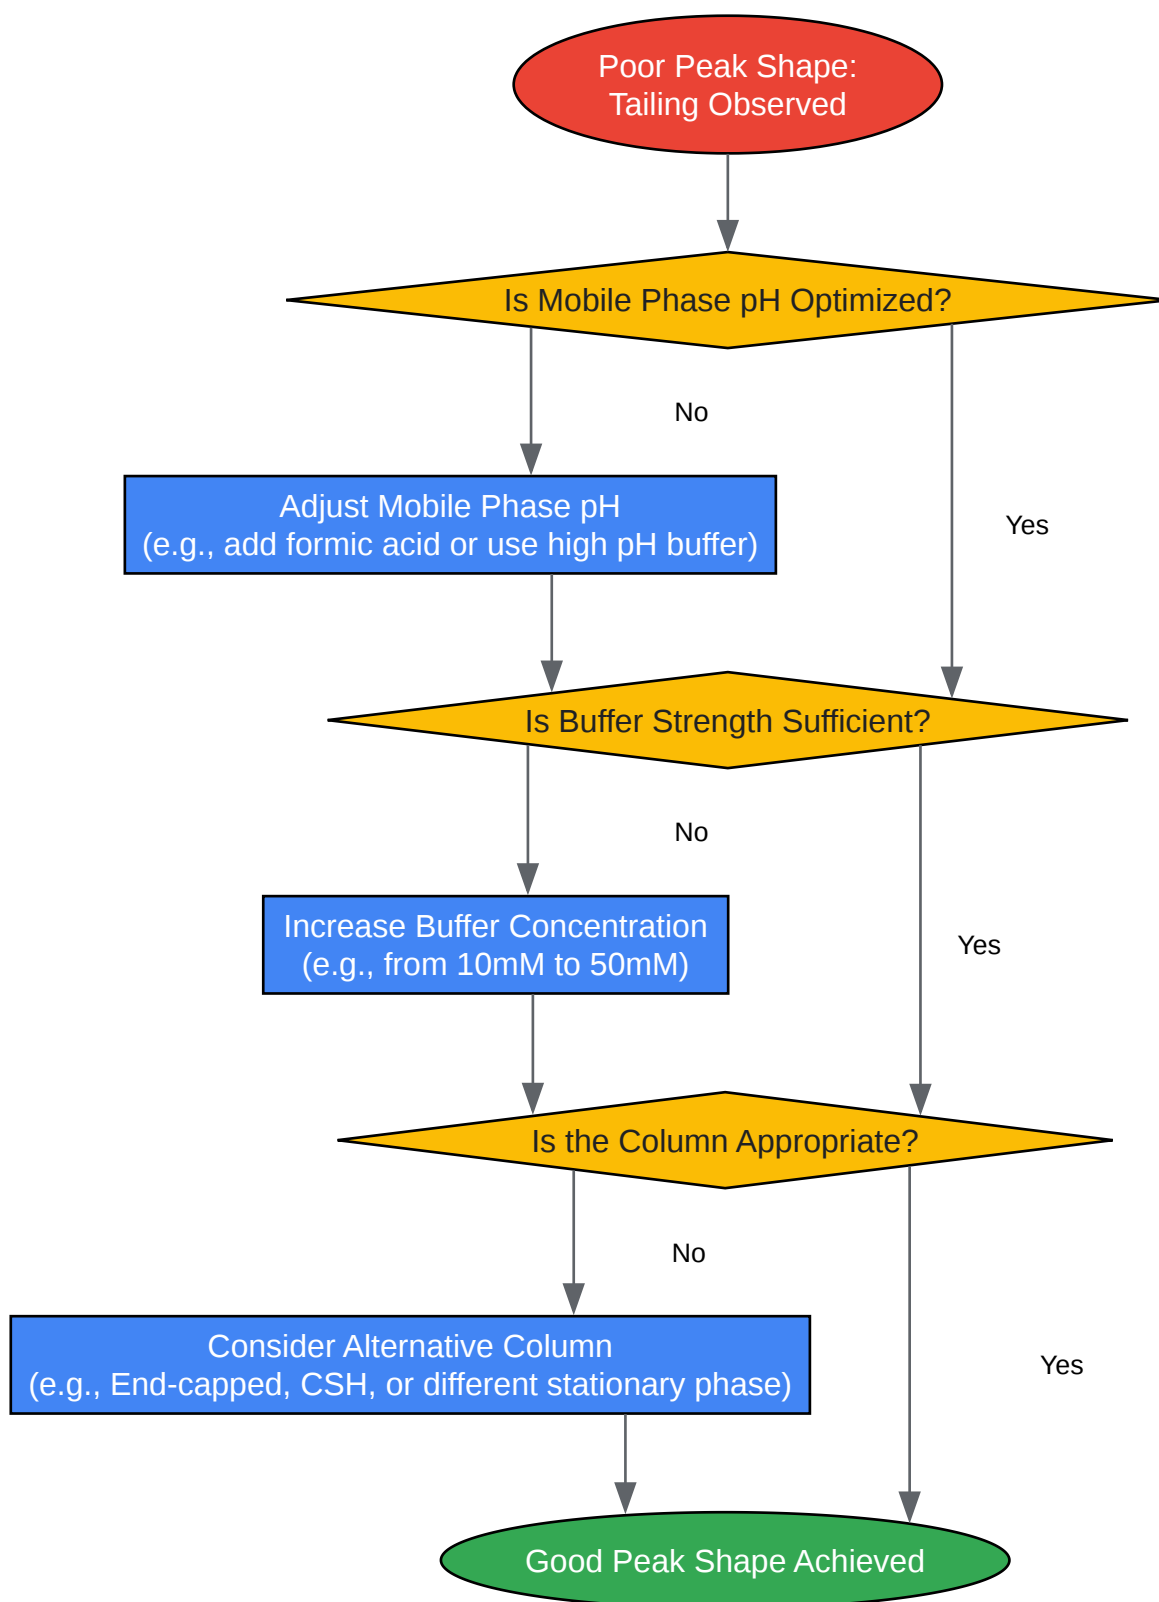 Poor Peak Shape:
Tailing Observed
Is Mobile Phase pH Optimized?
No
Adjust Mobile Phase pH
(e.g., add formic acid or use high pH buffer)
Yes
Is Buffer Strength Sufficient?
No
Increase Buffer Concentration
(e.g., from 10mM to 50mM)
Yes
Is the Column Appropriate?
No
Consider Alternative Column
(e.g., End-capped, CSH, or different stationary phase)
Yes
Good Peak Shape Achieved